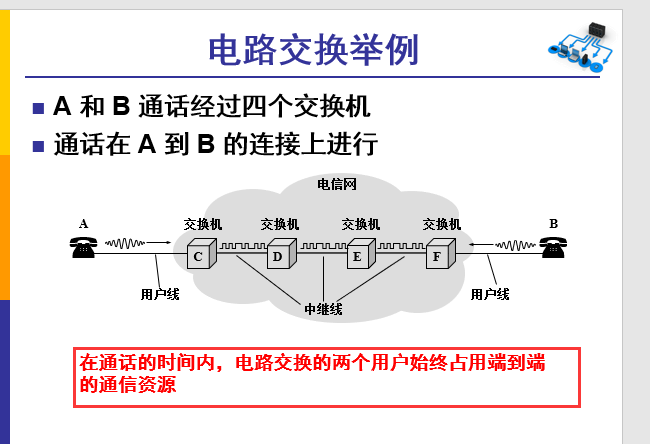 电路交换举例
A 和 B 通话经过四个交换机
通话在 A 到 B 的连接上进行
电信网
A 交换机 交换机 交换机 交换机 B
C D E F
用户线 中继线 用户线
在通话的时间内，电路交换的两个用户始终占用端到端
的通信资源